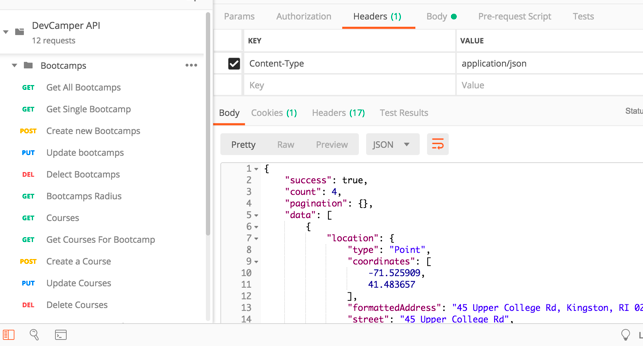 DevCamper API
12 requests
Bootcamps
GET Get All Bootcamps
GET Get Single Bootcamp
POST Create new Bootcamps
PUT Update bootcamps
DEL Delect Bootcamps
GET Bootcamps Radius
GET Courses
GET Get Courses For Bootcamp
POST Create a Course
PUT Update Courses
DEL Delete Courses
Params Authorization Headers (1) Body Pre-request Script Tests
KEY VALUE
Content-Type application/json
Key Value
Body Cookies (1) Headers (17) Test Results
Pretty Raw Preview JSON
1 {
2 "success": true,
3 "count": 4,
4 "pagination": {},
5 "data": [
6 {
7 "location": {
8 "type": "Point",
9 "coordinates": [
10 -71.525909,
11 41.483657
12 ],
13 "formattedAddress": "45 Upper College Rd, Kingston, RI
14 "street": "45 Upper College Rd",